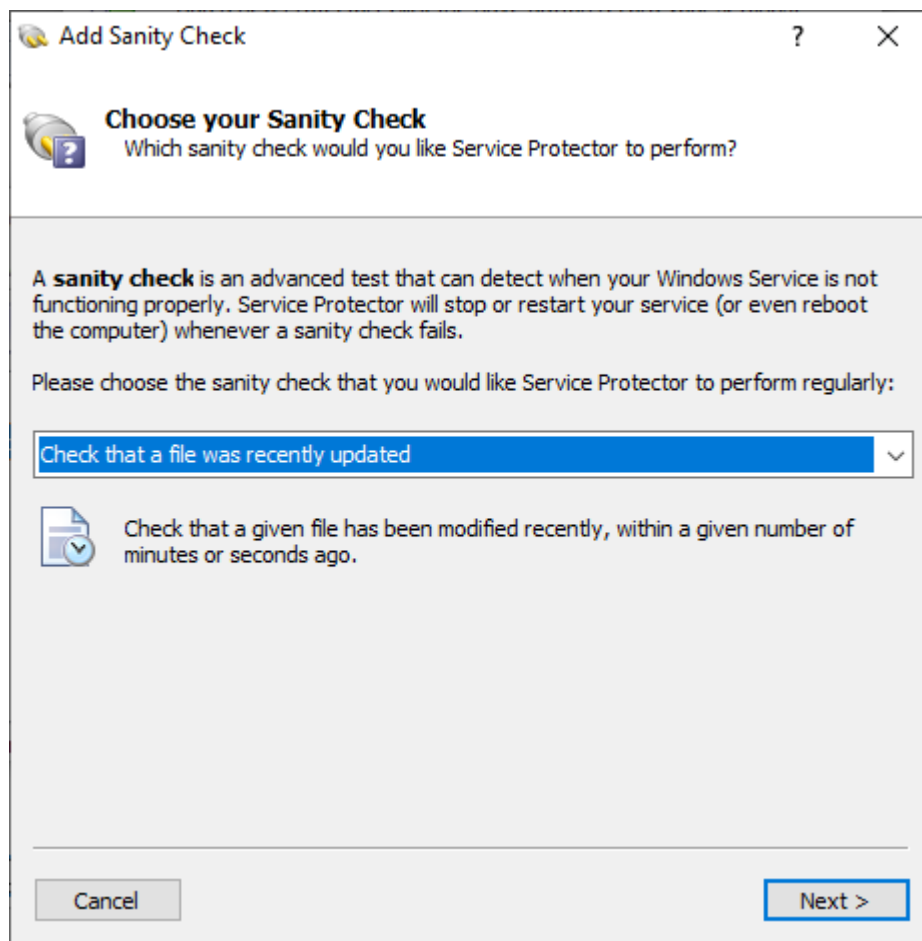 Add Sanity Check
?
Choose your Sanity Check
Which sanity check would you like Service Protector to perform?
A sanity check is an advanced test that can detect when your Windows Service is not
functioning properly. Service Protector will stop or restart your service (or even reboot
the computer) whenever a sanity check fails.
Please choose the sanity check that you would like Service Protector to perform regularly:
Check that a file was recently updated
Check that a given file has been modified recently, within a given number of
minutes or seconds ago.
Cancel
Next >